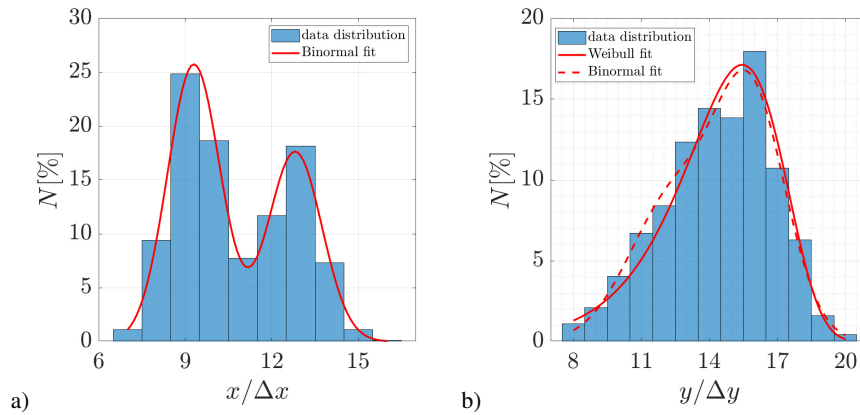 30
25
20
15
10
5
0
N[%]
data distribution
Binormal fit
6 9 12 15
x/Δx
a)
20
15
10
5
0
N[%]
data distribution
Weibull fit
Binormal fit
8 11 14 17 20
y/Δy
b)